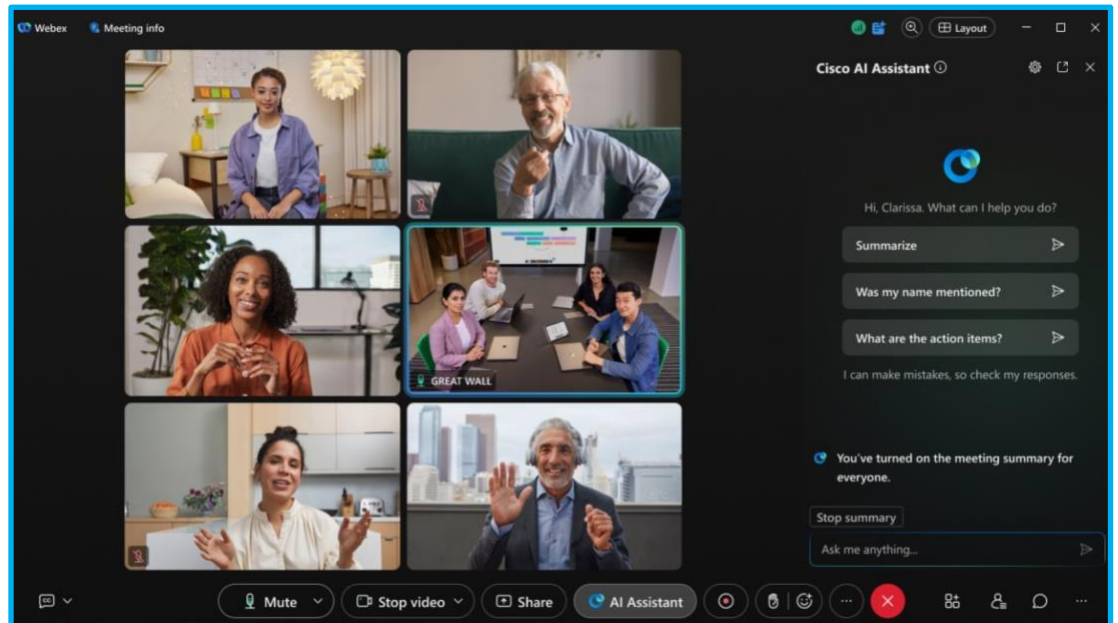 Webex
Meeting info
Layout
Cisco AI Assistant
Hi, Clarissa. What can I help you do?
Summarize
Was my name mentioned?
What are the action items?
I can make mistakes, so check my responses.
GREAT WALL
You've turned on the meeting summary for
everyone.
Stop summary
Ask me anything...
CC
Mute
Stop video
Share
AI Assistant